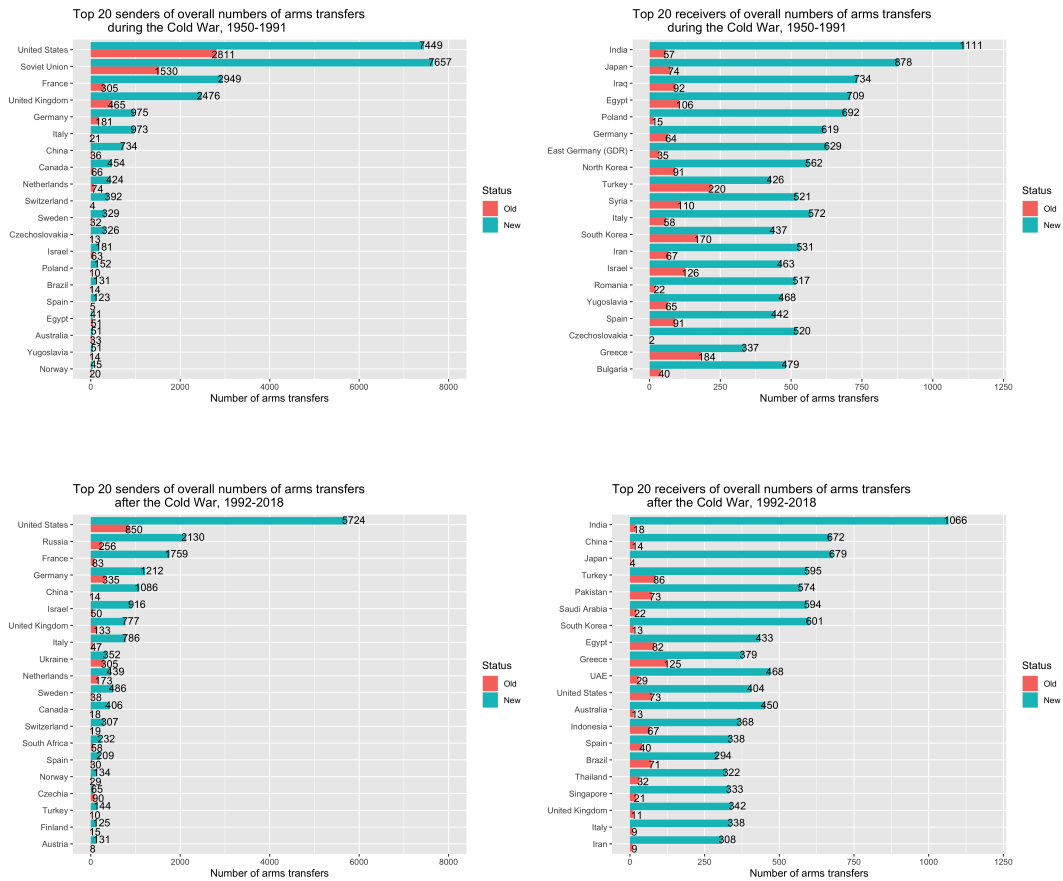 Top 20 senders of overall numbers of arms transfers
during the Cold War, 1950-1991
United States 7449
2811
Soviet Union 7657
1530
France 2949
305
United Kingdom 2476
465
Germany 975
181
Italy 973
21
China 734
36
Canada 454
66
Netherlands 424
74
Switzerland 392
4
Sweden 329
32
Czechoslovakia 326
13
Israel 181
63
Poland 152
10
Brazil 131
14
Spain 123
5
Egypt 41
51
Australia 51
33
Yugoslavia 51
14
Norway 45
20
0 2000 4000 6000 8000
Number of arms transfers
Status
Old
New
Top 20 receivers of overall numbers of arms transfers
during the Cold War, 1950-1991
India 1111
57
Japan 878
74
Iraq 734
92
Egypt 709
106
Poland 692
15
Germany 619
64
East Germany (GDR) 629
35
North Korea 562
91
Turkey 426
220
Syria 521
110
Italy 572
58
South Korea 437
170
Iran 531
67
Israel 463
126
Romania 517
22
Yugoslavia 468
65
Spain 442
91
Czechoslovakia 520
2
Greece 337
184
Bulgaria 479
40
0 250 500 750 1000 1250
Number of arms transfers
Status
Old
New
Top 20 senders of overall numbers of arms transfers
after the Cold War, 1992-2018
United States 5724
850
Russia 2130
256
France 1759
83
Germany 1212
335
China 1086
14
Israel 916
50
United Kingdom 777
133
Italy 786
47
Ukraine 352
305
Netherlands 439
173
Sweden 486
38
Canada 406
18
Switzerland 307
19
South Africa 232
58
Spain 209
30
Norway 134
29
Czechia 65
90
Turkey 144
10
Finland 125
15
Austria 131
8
0 2000 4000 6000 8000
Number of arms transfers
Status
Old
New
Top 20 receivers of overall numbers of arms transfers
after the Cold War, 1992-2018
India 1066
18
China 672
14
Japan 679
4
Turkey 595
86
Pakistan 574
73
Saudi Arabia 594
22
South Korea 601
13
Egypt 433
82
Greece 379
125
UAE 468
29
United States 404
73
Australia 450
13
Indonesia 368
67
Spain 338
40
Brazil 294
71
Thailand 322
32
Singapore 333
21
United Kingdom 342
11
Italy 338
9
Iran 308
9
0 250 500 750 1000 1250
Number of arms transfers
Status
Old
New